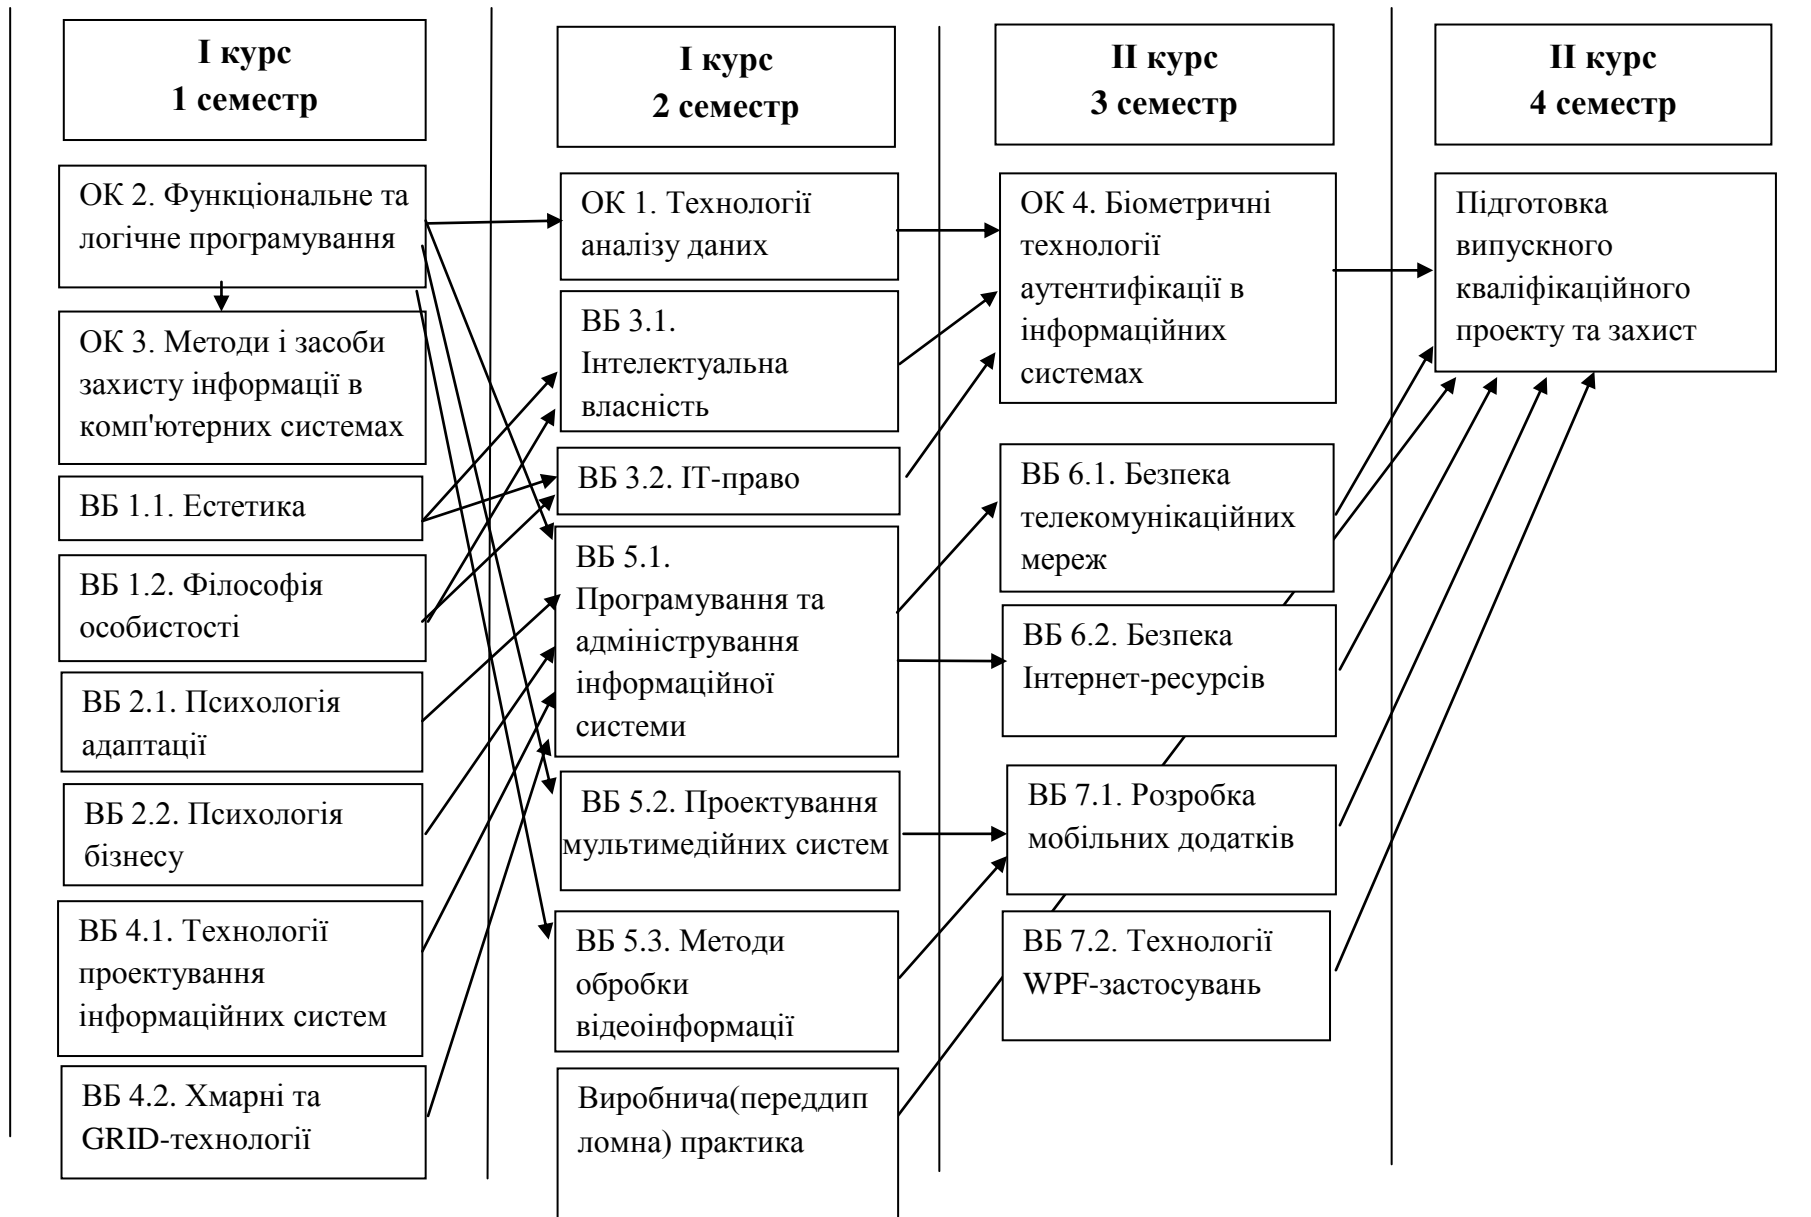 І курс
1 семестр
ОК 2. Функціональне та
логічне програмування
ОК 3. Методи і засоби
захисту інформації в
комп'ютерних системах
ВБ 1.1. Естетика
ВБ 1.2. Філософія
особистості
ВБ 2.1. Психологія
адаптації
ВБ 2.2. Психологія
бізнесу
ВБ 4.1. Технології
проектування
інформаційних систем
ВБ 4.2. Хмарні та
GRID-технології
І курс
2 семестр
ОК 1. Технології
аналізу даних
ВБ 3.1.
Інтелектуальна
власність
ВБ 3.2. ІТ-право
ВБ 5.1.
Програмування та
адміністрування
інформаційної
системи
ВБ 5.2. Проектування
мультимедійних систем
ВБ 5.3. Методи
обробки
відеоінформації
Виробнича(переддип
ломна) практика
ІІ курс
3 семестр
ОК 4. Біометричні
технології
аутентифікації в
інформаційних
системах
ВБ 6.1. Безпека
телекомунікаційних
мереж
ВБ 6.2. Безпека
Інтернет-ресурсів
ВБ 7.1. Розробка
мобільних додатків
ВБ 7.2. Технології
WPF-застосувань
ІІ курс
4 семестр
Підготовка
випускного
кваліфікаційного
проекту та захист